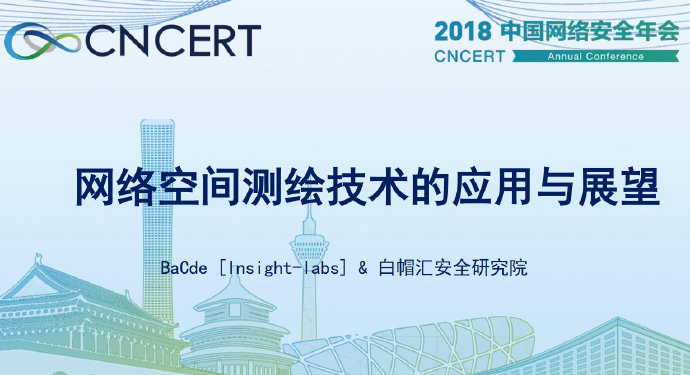 CNCERT
2018 中国网络安全年会
CNCERT Annual Conference
网络空间测绘技术的应用与展望
BaCde [Insight-labs] & 白帽汇安全研究院